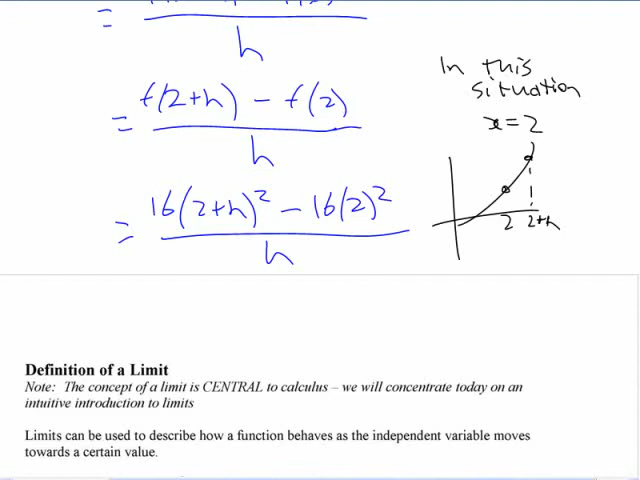 = / h
In this
situation
x = 2
= f(2+h) - f(2) / h
= 16(2+h)² - 16(2)² / h
2 2+h
Definition of a Limit
Note: The concept of a limit is CENTRAL to calculus – we will concentrate today on an
intuitive introduction to limits
Limits can be used to describe how a function behaves as the independent variable moves
towards a certain value.